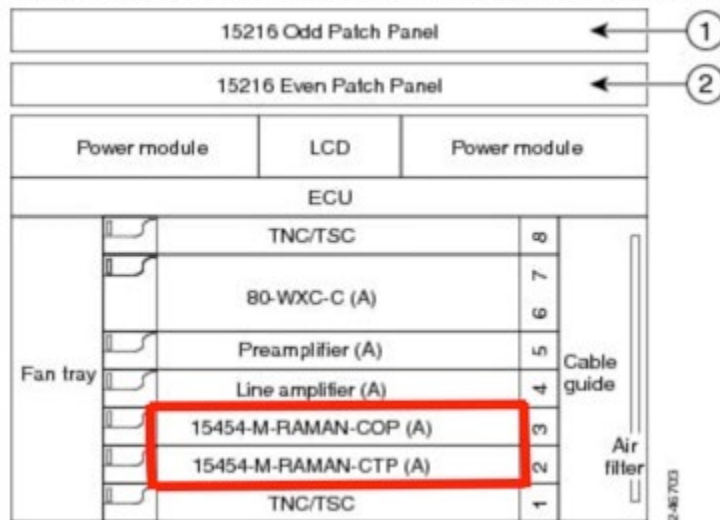 15216 Odd Patch Panel
1
15216 Even Patch Panel
2
Power module
LCD
Power module
ECU
TNC/TSC
8
7
80-WXC-C (A)
6
Preamplifier (A)
5
Fan tray
Cable
guide
Line amplifier (A)
4
15454-M-RAMAN-COP (A)
3
Air
filter
15454-M-RAMAN-CTP (A)
2
TNC/TSC
1
246703